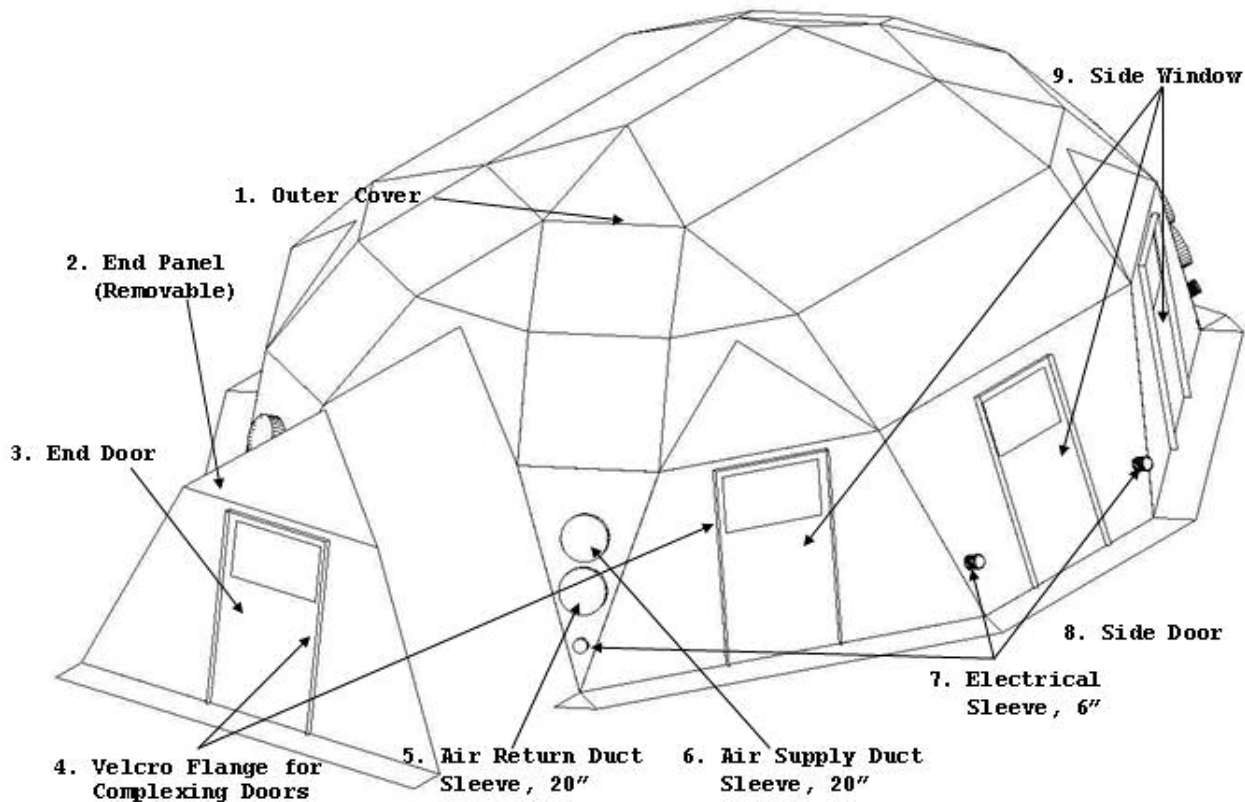 9. Side Window
1. Outer Cover
2. End Panel
(Removable)
3. End Door
8. Side Door
7. Electrical
Sleeve, 6″
4. Velcro Flange for
Complexing Doors
5. Air Return Duct
Sleeve, 20″
6. Air Supply Duct
Sleeve, 20″